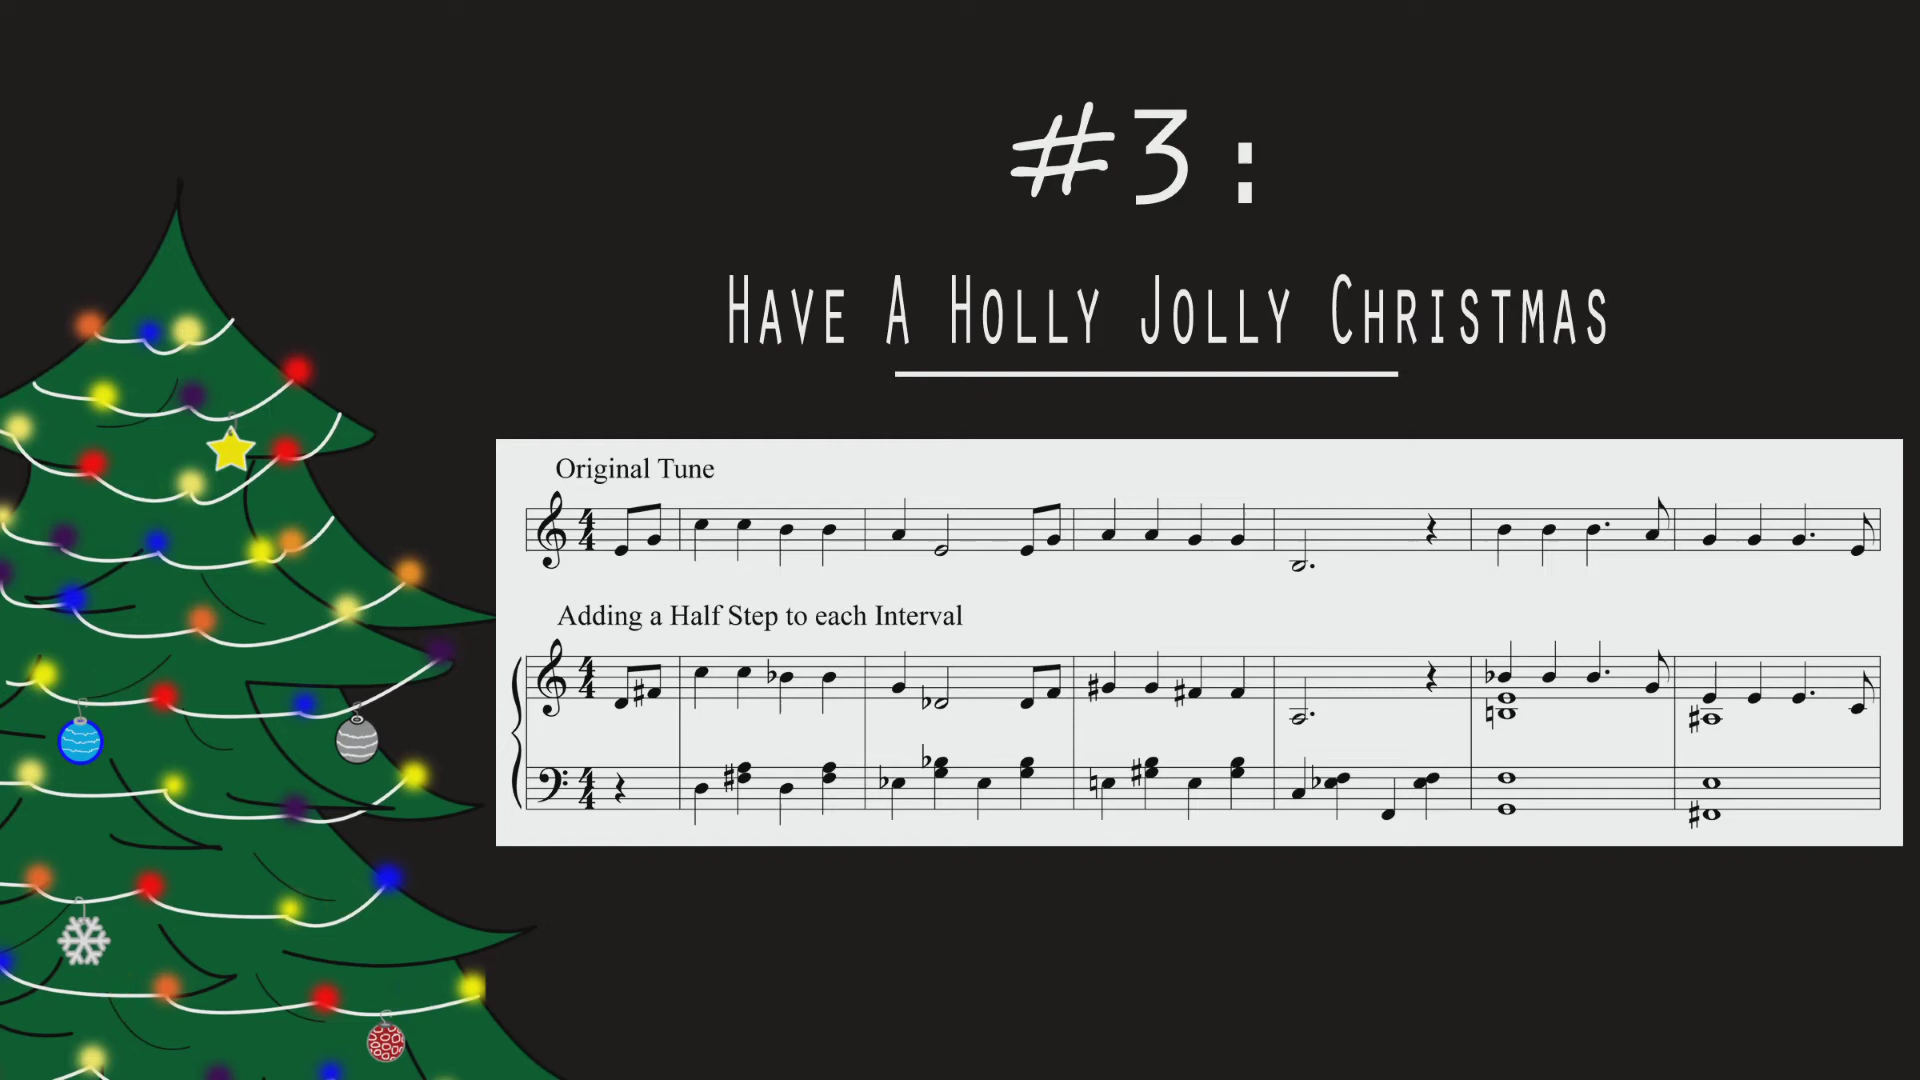 #3:
Have A Holly Jolly Christmas
Original Tune
Adding a Half Step to each Interval